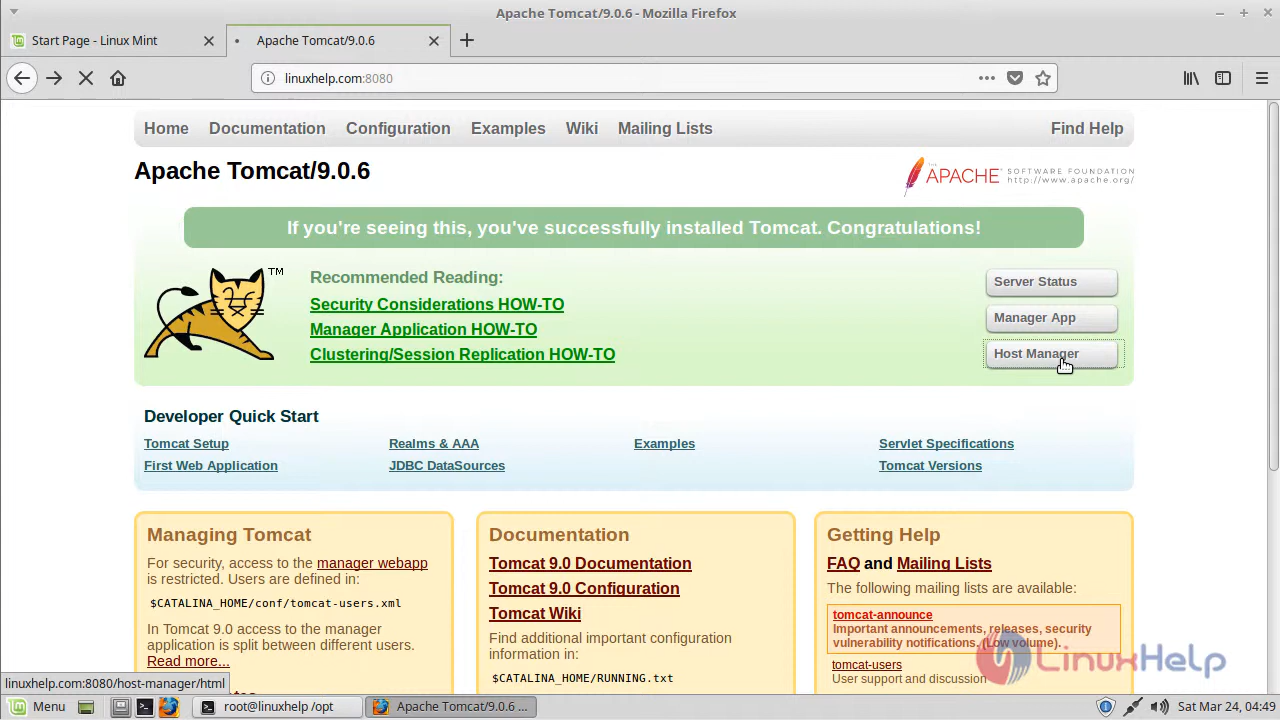 Apache Tomcat/9.0.6 - Mozilla Firefox
Start Page - Linux Mint
Apache Tomcat/9.0.6
linuxhelp.com:8080
Home Documentation Configuration Examples Wiki Mailing Lists Find Help
Apache Tomcat/9.0.6
THE APACHE SOFTWARE FOUNDATION
http://www.apache.org/
If you're seeing this, you've successfully installed Tomcat. Congratulations!
TM
Recommended Reading:
Security Considerations HOW-TO
Manager Application HOW-TO
Clustering/Session Replication HOW-TO
Server Status
Manager App
Host Manager
Developer Quick Start
Tomcat Setup Realms & AAA Examples Servlet Specifications
First Web Application JDBC DataSources Tomcat Versions
Managing Tomcat
For security, access to the manager webapp
is restricted. Users are defined in:
$CATALINA_HOME/conf/tomcat-users.xml
In Tomcat 9.0 access to the manager
application is split between different users.
Read more...
Documentation
Tomcat 9.0 Documentation
Tomcat 9.0 Configuration
Tomcat Wiki
Find additional important configuration
information in:
$CATALINA_HOME/RUNNING.txt
Getting Help
FAQ and Mailing Lists
The following mailing lists are available:
tomcat-announce
Important announcements, releases, security
vulnerability notifications. (Low volume).
tomcat-users
User support and discussion
LinuxHelp
linuxhelp.com:8080/host-manager/html
Menu
root@linuxhelp /opt
Apache Tomcat/9.0.6 ...
Sat Mar 24, 04:49